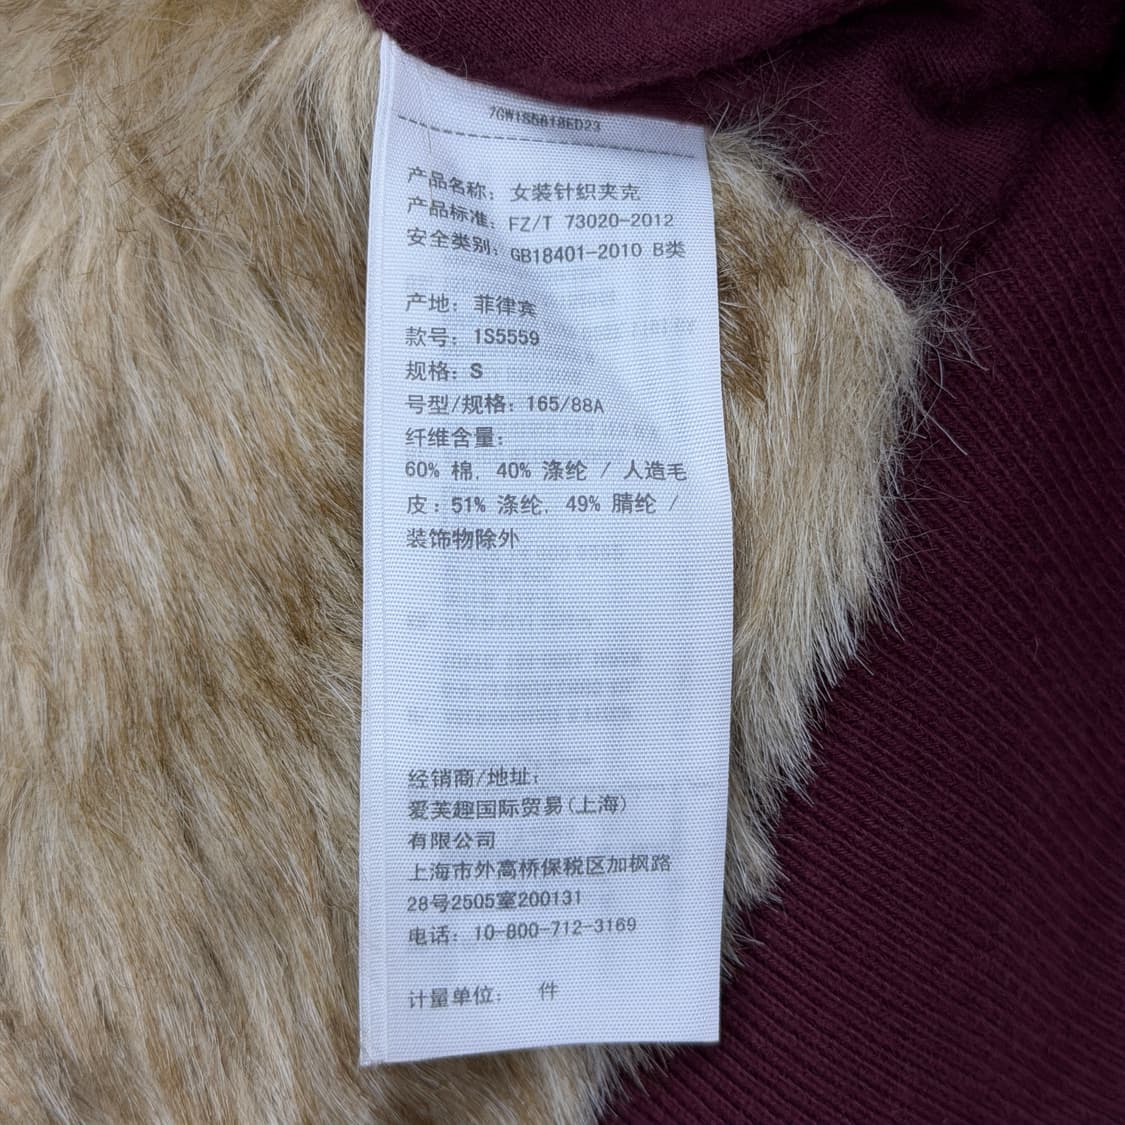 产品名称：女装针织夹克
产品标准：FZ/T 73020-2012
安全类别：GB18401-2010 B类
产地：菲律宾
款号：1S5559
规格：S
号型/规格：165/88A
纤维含量：
60% 棉, 40% 涤纶 / 人造毛
皮：51% 涤纶, 49% 腈纶 /
装饰物除外
经销商/地址：
爱芙趣国际贸易(上海)
有限公司
上海市外高桥保税区加枫路
28号2505室200131
电话：10-800-712-3169
计量单位： 件